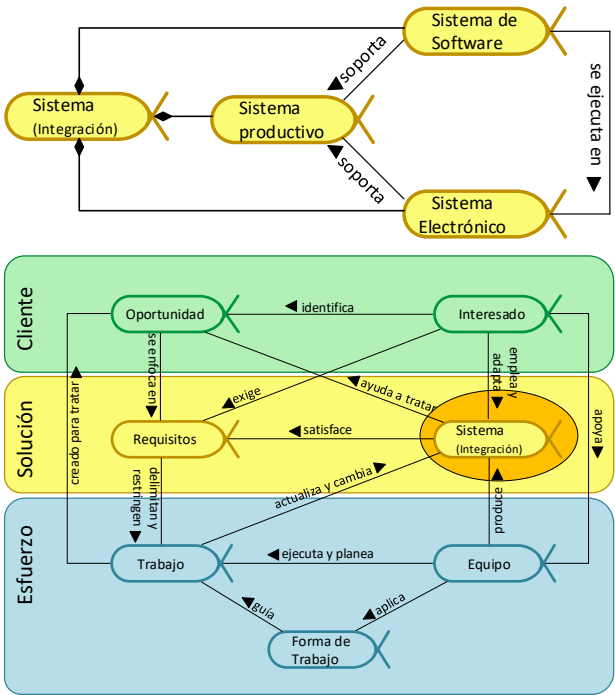 Sistema de
Software
soporta
se ejecuta en
Sistema
(Integración)
Sistema
productivo
soporta
Sistema
Electrónico
Cliente
Oportunidad
identifica
Interesado
se enfoca en
emplea y
adapta
creado para tratar
exige
ayuda a tratar
apoya
Solución
Requisitos
satisface
Sistema
(Integración)
delimitan y
restringen
actualiza y cambia
produce
Esfuerzo
Trabajo
ejecuta y planea
Equipo
guía
aplica
Forma de
Trabajo